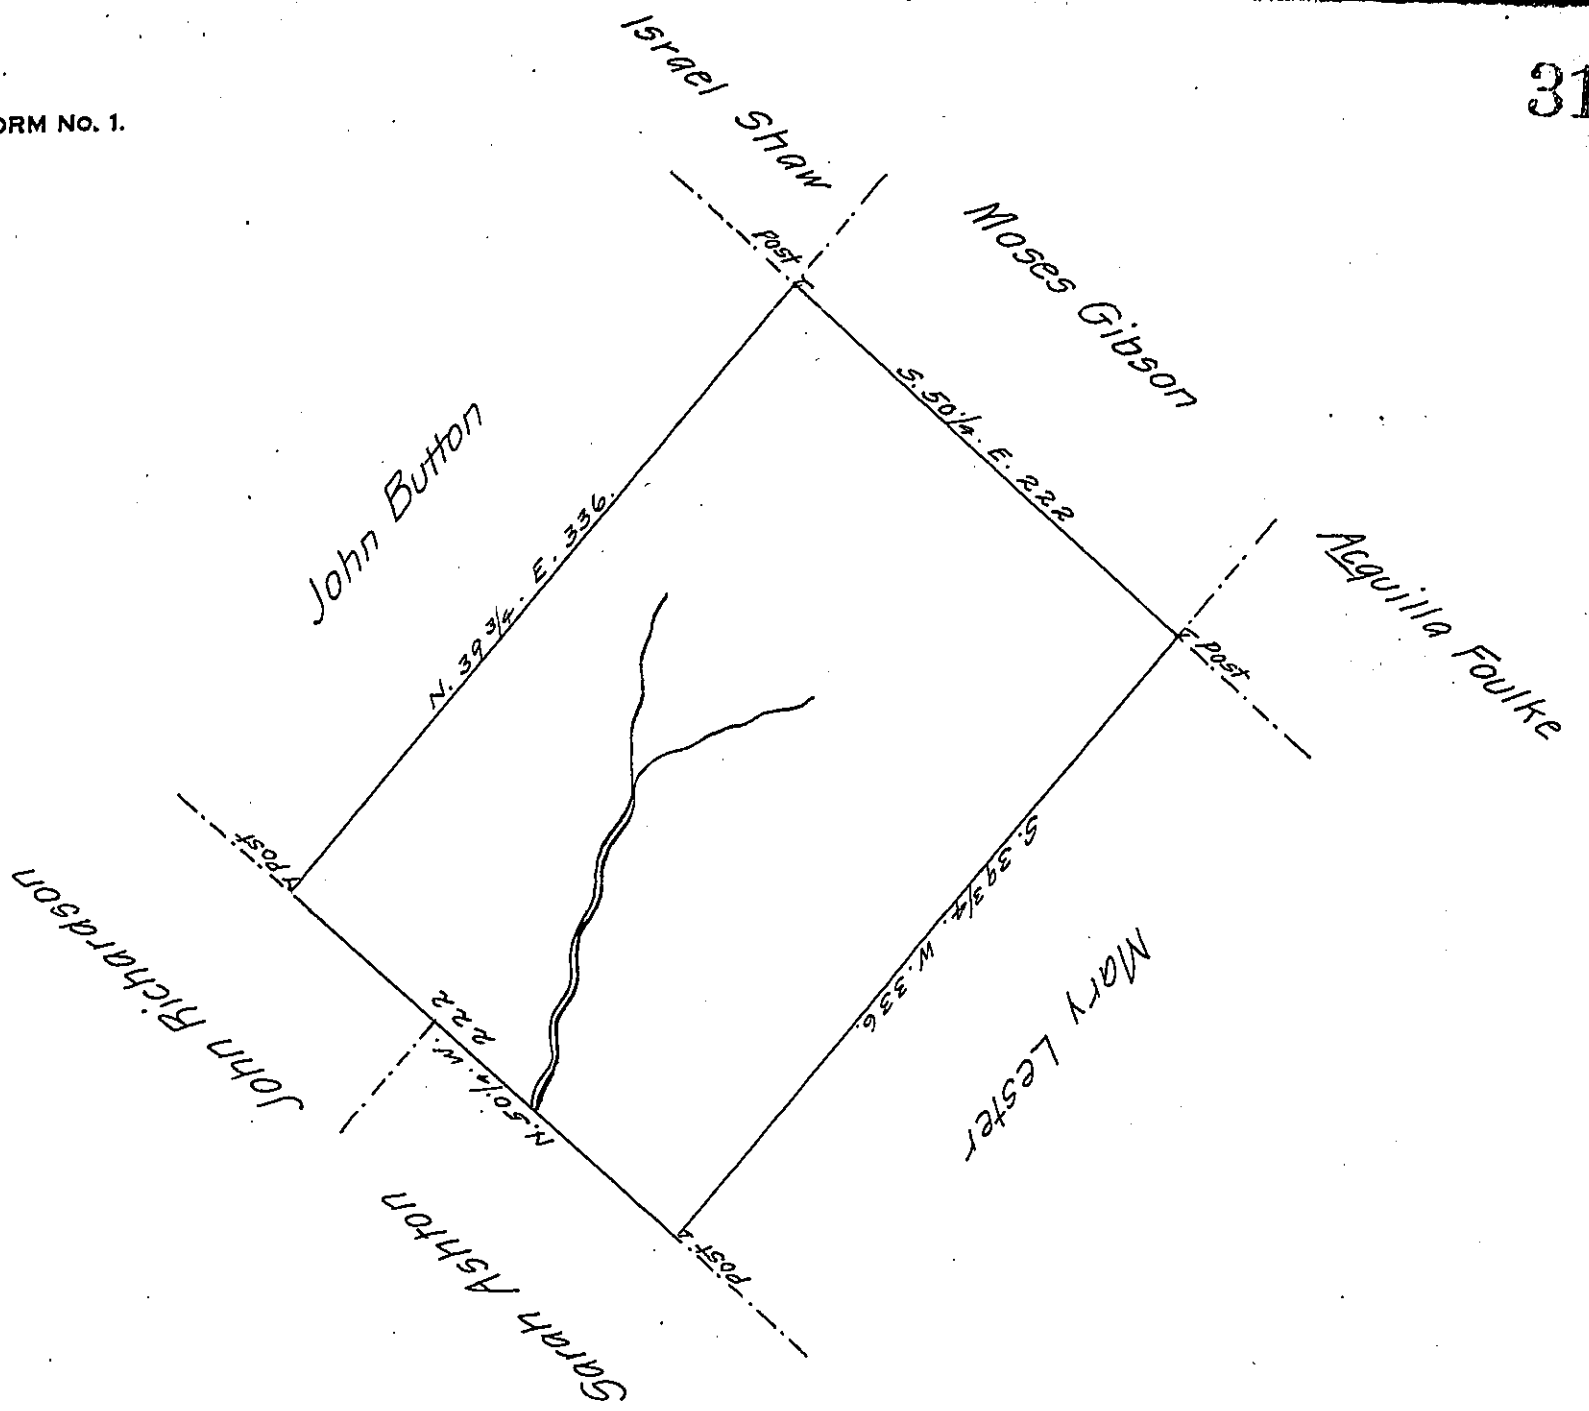 ORM NO. 1.
31
Israel Shaw
Moses Gibson
Post
S. 50 1/4. E. 222
John Button
N. 39 3/4. E. 336.
Acquilla Foulke
Post
Post
S. 39 3/4. W. 336.
John Richardson
Mary Lester
N. 50 1/4. W. 222
Sarah Ashton
post